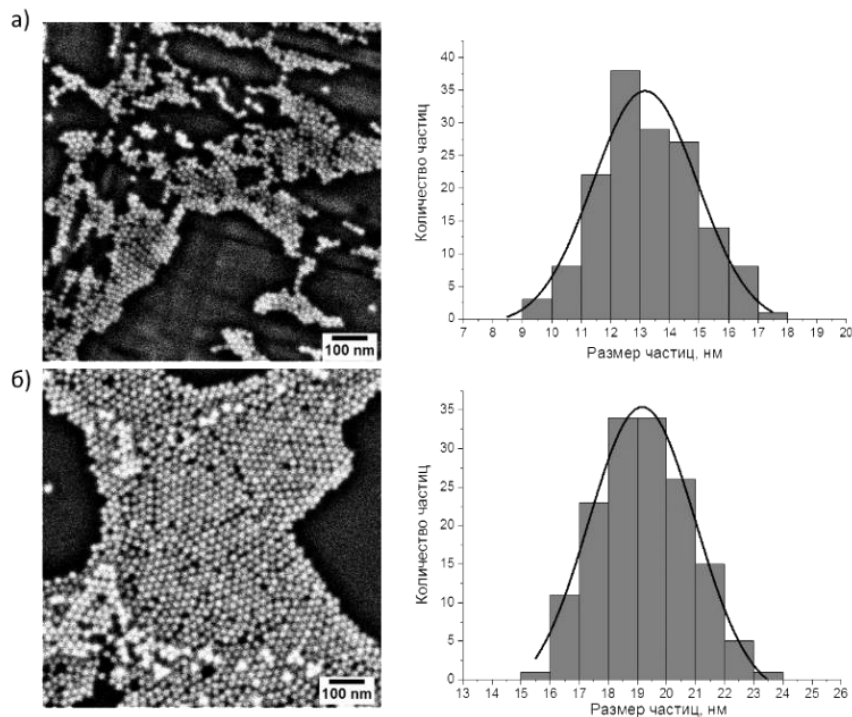 а)
100 nm
Количество частиц
40
35
30
25
20
15
10
5
0
7 8 9 10 11 12 13 14 15 16 17 18 19 20
Размер частиц, нм
б)
100 nm
Количество частиц
35
30
25
20
15
10
5
0
13 14 15 16 17 18 19 20 21 22 23 24 25 26
Размер частиц, нм